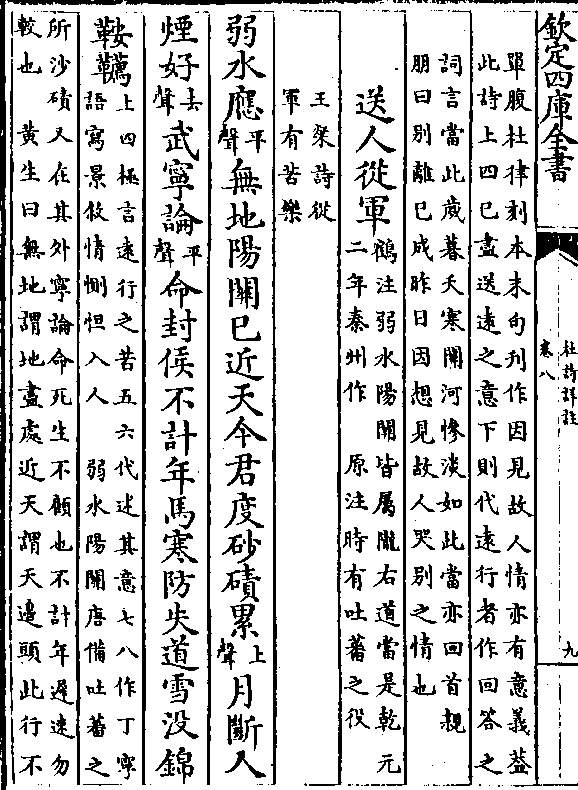 欽定四庫全書
杜詩詳註
卷八
九
單腹杜律刻本末句刊作因見故人情亦有意義葢
此詩上四已盡送逺之意下則代逺行者作回答之
詞言當此歲暮天寒關河慘淡如此當亦回首親
朋曰别離已成昨日因想見故人哭别之情也
送人從軍
鶴注弱水陽關皆属隴右道當是乾元
二年秦州作　原注時有吐蕃之役
王粲詩從
軍有苦樂
弱水應平聲無地陽關已近天今君度砂磧累上聲月斷人
煙好去聲武寧論平聲命封侯不計年馬寒防失道雪没錦
鞍韉上四極言逺行之苦五六代述其意七八作丁寧
語寫景敘情惻怛入人　弱水陽關唐備吐蕃之
所沙磧又在其外寧論命死生不顧也不計年遲速勿
較也　黄生曰無地謂地盡處近天謂天邉頭此行不